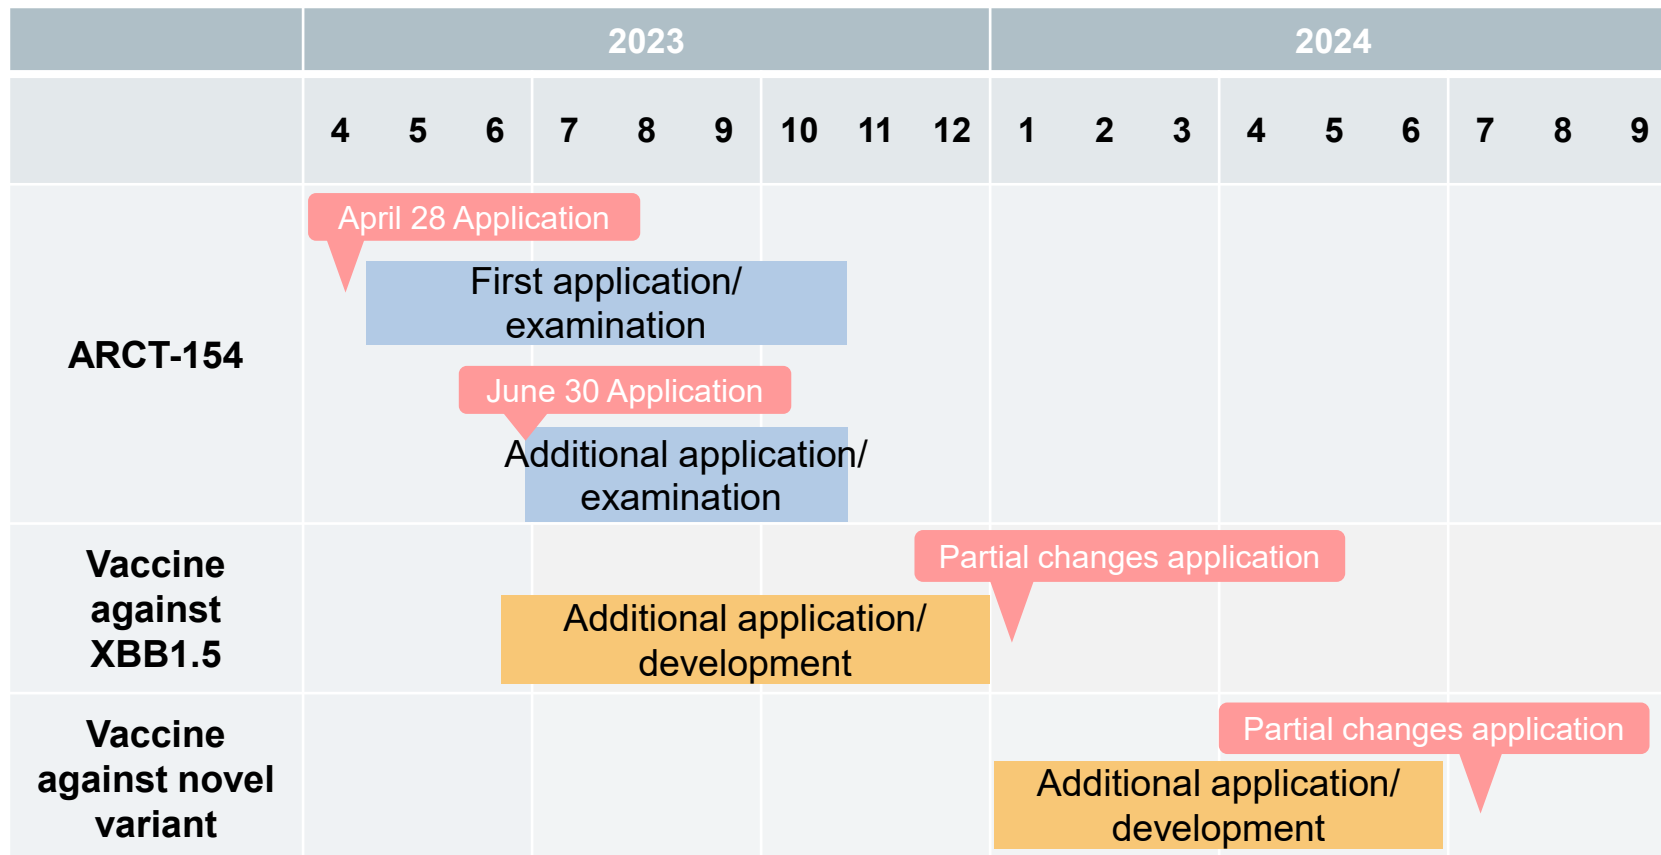 2023 2024
4 5 6 7 8 9 10 11 12 1 2 3 4 5 6 7 8 9
ARCT-154
April 28 Application
First application/
examination
June 30 Application
Additional application/
examination
Vaccine
against
XBB1.5
Partial changes application
Additional application/
development
Vaccine
against novel
variant
Partial changes application
Additional application/
development